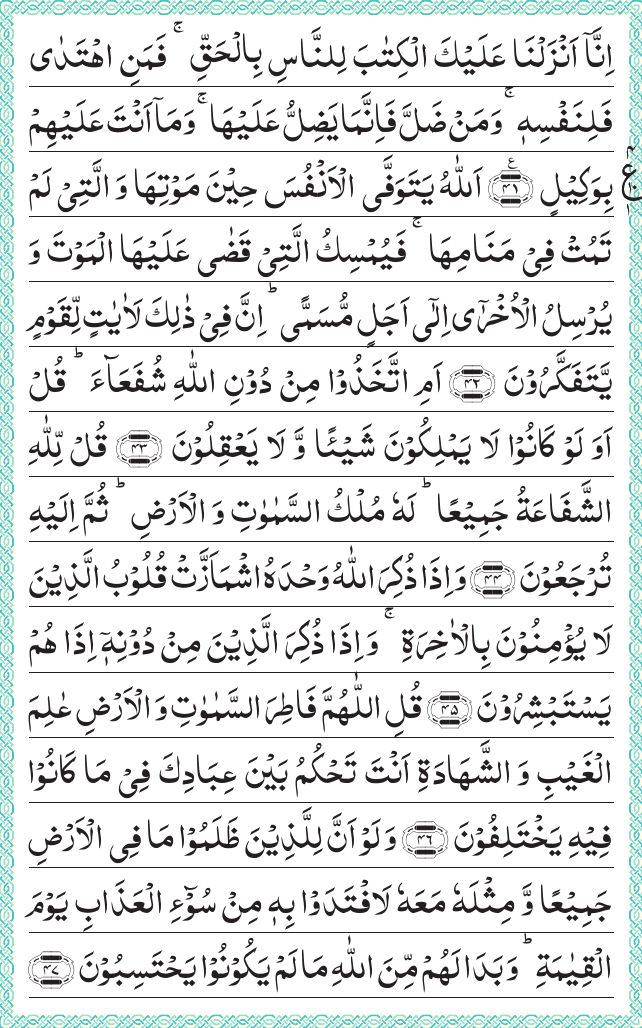 اِنَّاۤ اَنْزَلْنَا عَلَیْكَ الْكِتٰبَ لِلنَّاسِ بِالْحَقِّ ۚ فَمَنِ اهْتَدٰی
فَلِنَفْسِهٖ ۚ وَمَنْ ضَلَّ فَاِنَّمَا یَضِلُّ عَلَیْهَا ۚ وَمَاۤ اَنْتَ عَلَیْهِمْ
بِوَكِیْلٍ ﴿۴۱﴾ اَللّٰهُ یَتَوَفَّی الْاَنْفُسَ حِیْنَ مَوْتِهَا وَ الَّتِیْ لَمْ
تَمُتْ فِیْ مَنَامِهَا ۚ فَیُمْسِكُ الَّتِیْ قَضٰی عَلَیْهَا الْمَوْتَ وَ
یُرْسِلُ الْاُخْرٰۤی اِلٰۤی اَجَلٍ مُّسَمًّی ؕ اِنَّ فِیْ ذٰلِكَ لَاٰیٰتٍ لِّقَوْمٍ
یَّتَفَكَّرُوْنَ ﴿۴۲﴾ اَمِ اتَّخَذُوْا مِنْ دُوْنِ اللّٰهِ شُفَعَآءَ ؕ قُلْ
اَوَ لَوْ كَانُوْا لَا یَمْلِكُوْنَ شَیْـًٔا وَّ لَا یَعْقِلُوْنَ ﴿۴۳﴾ قُلْ لِّلّٰهِ
الشَّفَاعَةُ جَمِیْعًا ؕ لَهٗ مُلْكُ السَّمٰوٰتِ وَ الْاَرْضِ ؕ ثُمَّ اِلَیْهِ
تُرْجَعُوْنَ ﴿۴۴﴾ وَ اِذَا ذُكِرَ اللّٰهُ وَحْدَهُ اشْمَاَزَّتْ قُلُوْبُ الَّذِیْنَ
لَا یُؤْمِنُوْنَ بِالْاٰخِرَةِ ۚ وَ اِذَا ذُكِرَ الَّذِیْنَ مِنْ دُوْنِهٖۤ اِذَا هُمْ
یَسْتَبْشِرُوْنَ ﴿۴۵﴾ قُلِ اللّٰهُمَّ فَاطِرَ السَّمٰوٰتِ وَ الْاَرْضِ عٰلِمَ
الْغَیْبِ وَ الشَّهَادَةِ اَنْتَ تَحْكُمُ بَیْنَ عِبَادِكَ فِیْ مَا كَانُوْا
فِیْهِ یَخْتَلِفُوْنَ ﴿۴۶﴾ وَ لَوْ اَنَّ لِلَّذِیْنَ ظَلَمُوْا مَا فِی الْاَرْضِ
جَمِیْعًا وَّ مِثْلَهٗ مَعَهٗ لَافْتَدَوْا بِهٖ مِنْ سُوْٓءِ الْعَذَابِ یَوْمَ
الْقِیٰمَةِ ؕ وَ بَدَا لَهُمْ مِّنَ اللّٰهِ مَا لَمْ یَكُوْنُوْا یَحْتَسِبُوْنَ ﴿۴۷﴾